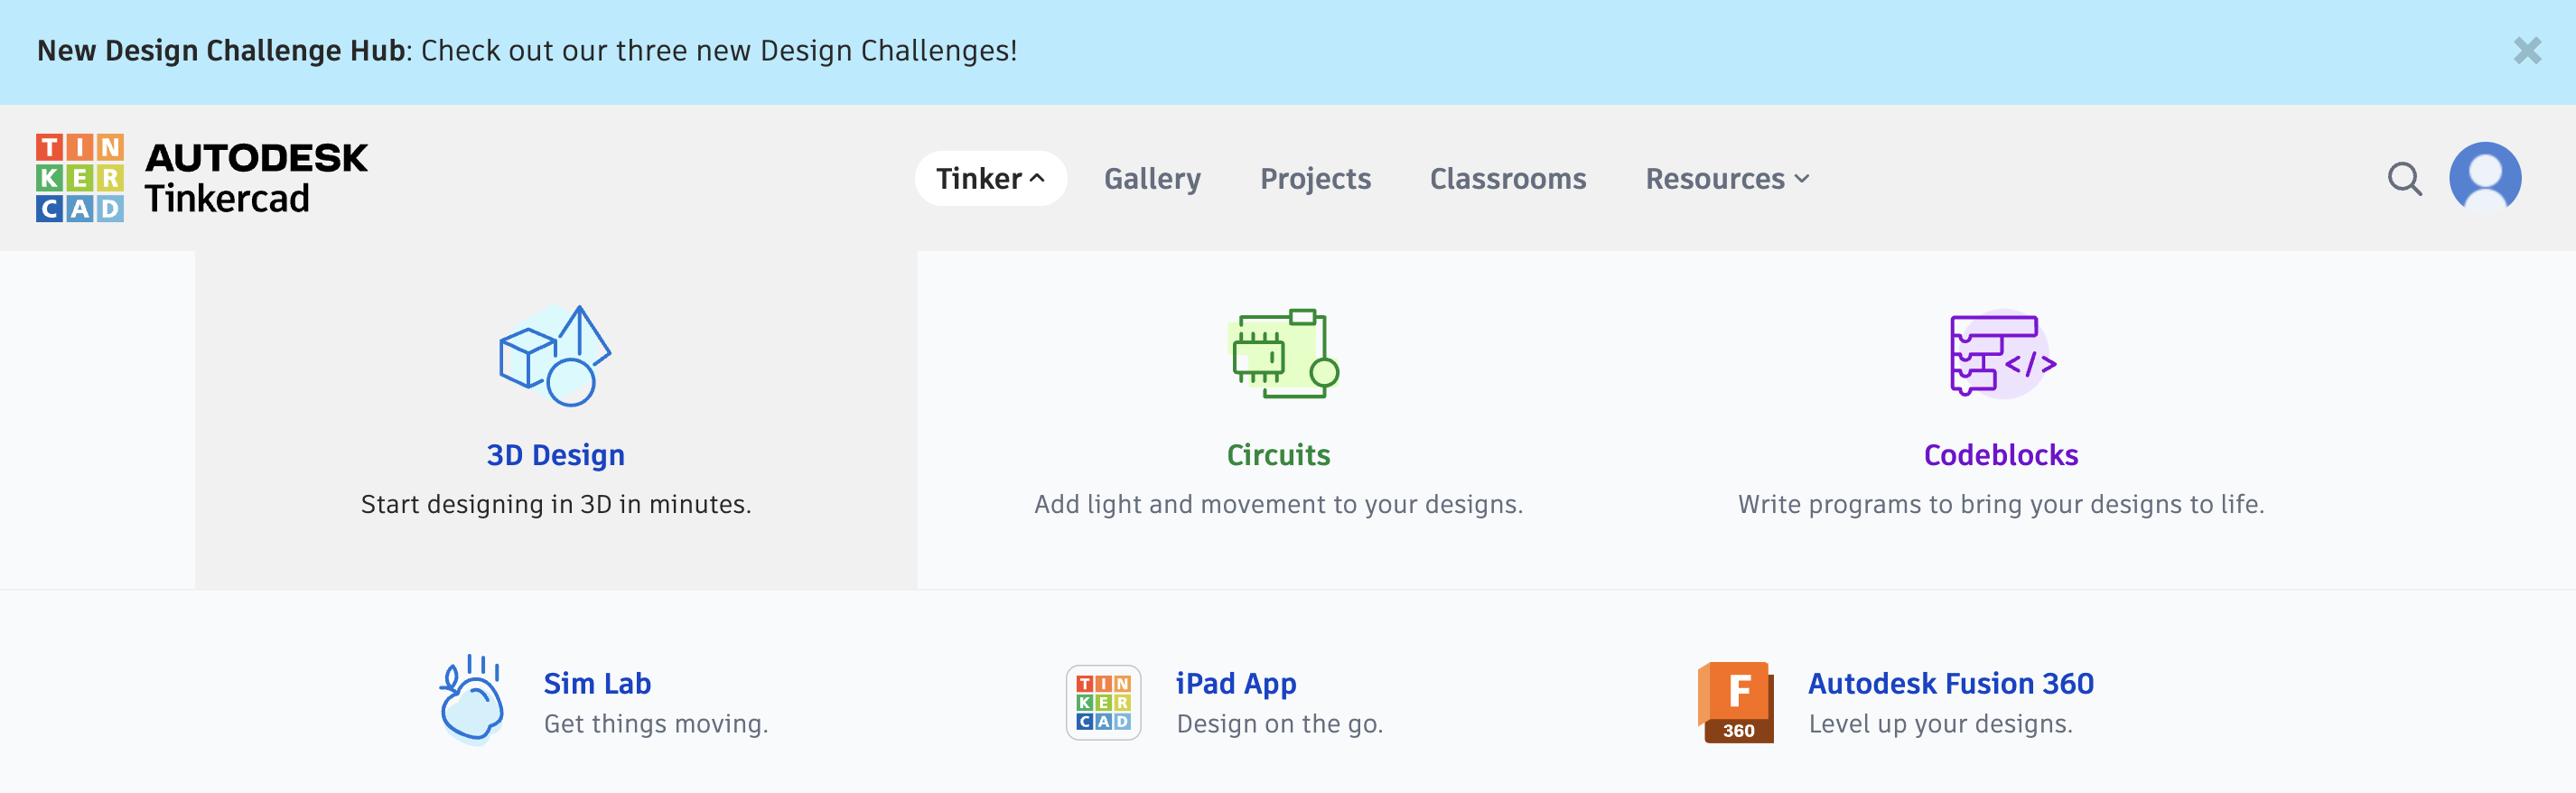 New Design Challenge Hub: Check out our three new Design Challenges!
TIN
KER
CAD
AUTODESK
Tinkercad
Tinker
Gallery
Projects
Classrooms
Resources
3D Design
Start designing in 3D in minutes.
Circuits
Add light and movement to your designs.
</>
Codeblocks
Write programs to bring your designs to life.
Sim Lab
Get things moving.
TIN
KER
CAD
iPad App
Design on the go.
F
360
Autodesk Fusion 360
Level up your designs.